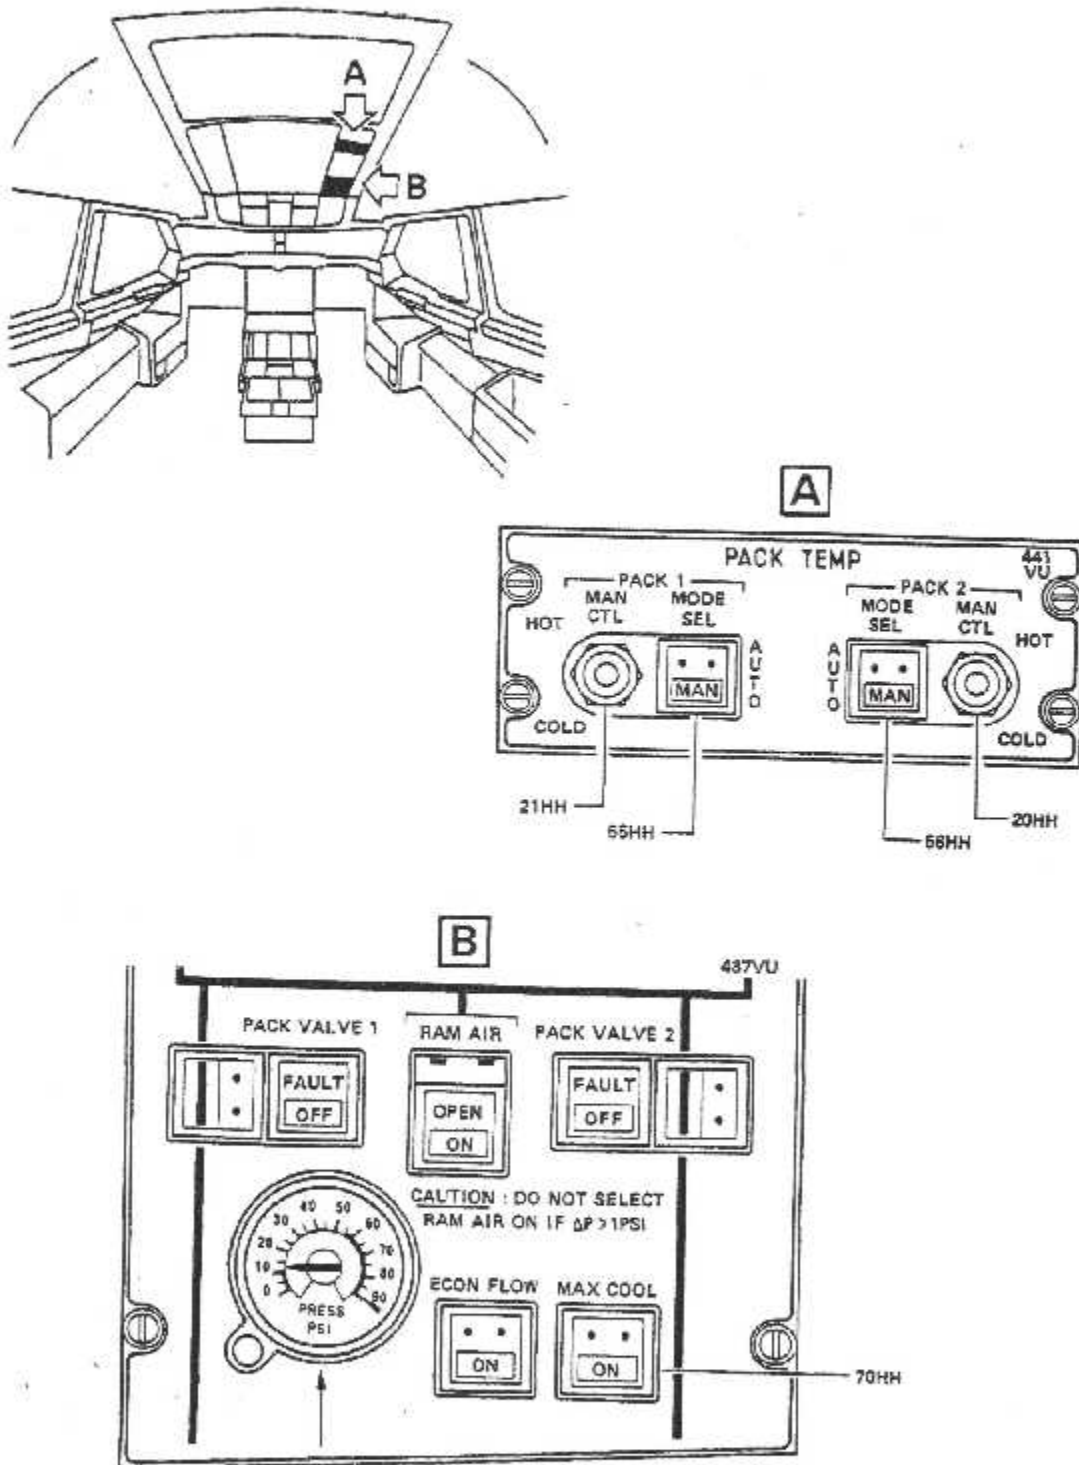 A
B
A
PACK TEMP
441
VU
PACK 1
PACK 2
MAN
CTL
MODE
SEL
MODE
SEL
MAN
CTL
HOT
HOT
MAN
AUTO
AUTO
MAN
COLD
COLD
21HH
55HH
56HH
20HH
B
437VU
PACK VALVE 1
RAM AIR
PACK VALVE 2
FAULT
OFF
OPEN
ON
FAULT
OFF
CAUTION : DO NOT SELECT
RAM AIR ON IF ΔP > 1PSI
0 10 20 30 40 50 60 70 80 90
PRESS
PSI
ECON FLOW
MAX COOL
ON
ON
70HH